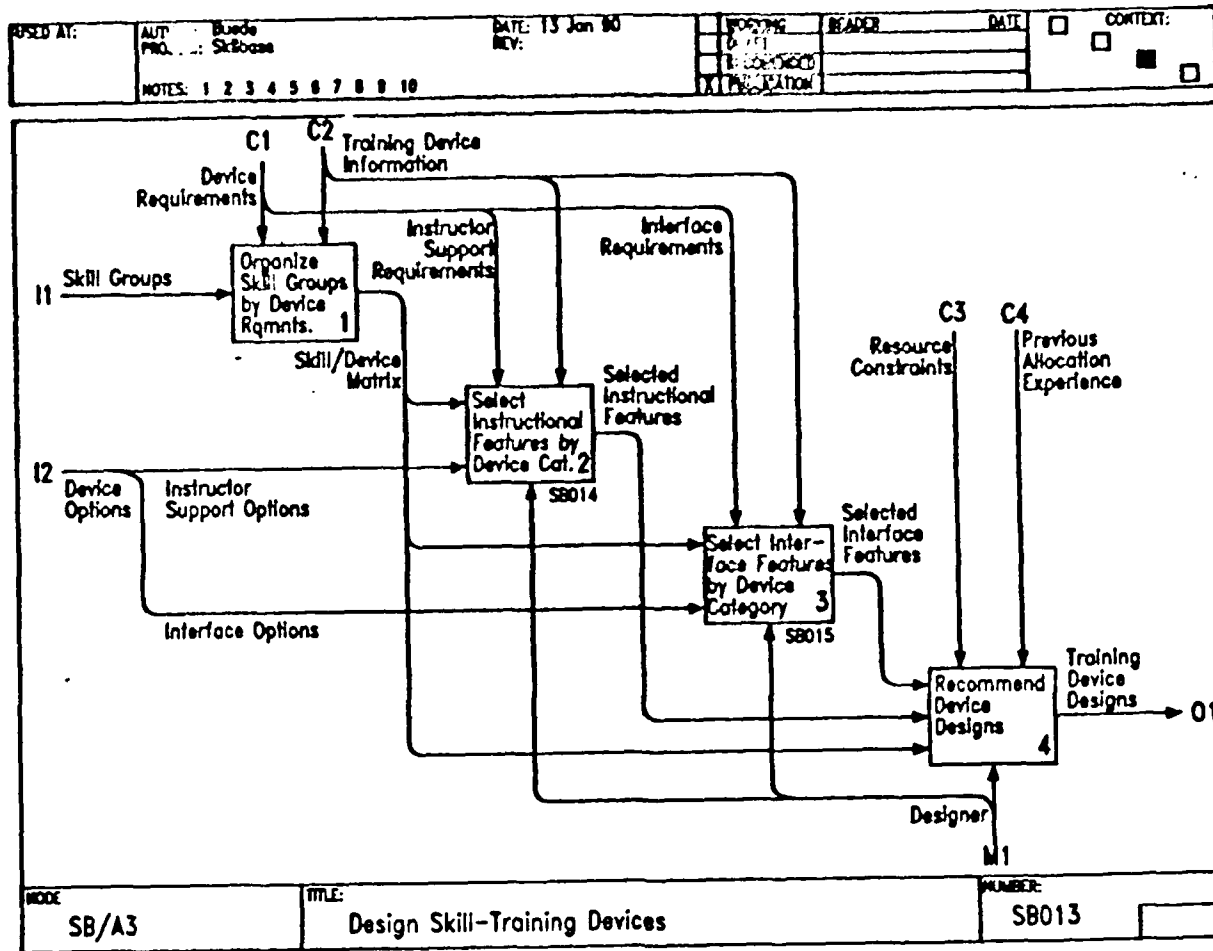 USED AT:
Buede
Skillbase
DATE: 13 Jan 80
REV:
NOTES: 1 2 3 4 5 6 7 8 9 10
WORKING
READER
DATE
X
CONTEXT:
C1
C2
Training Device
Information
Device
Requirements
Instructor
Support
Requirements
Interface
Requirements
I1
Skill Groups
Organize
Skill Groups
by Device
Rqmnts.
1
C3
C4
Resource
Constraints
Previous
Allocation
Experience
Skill/Device
Matrix
Select
Instructional
Features by
Device Cat.
2
SB014
Selected
Instructional
Features
I2
Device
Options
Instructor
Support Options
Select Inter-
face Features
by Device
Category
3
SB015
Selected
Interface
Features
Interface Options
Recommend
Device
Designs
4
Training
Device
Designs
O1
Designer
M1
NODE
SB/A3
TITLE:
Design Skill-Training Devices
NUMBER:
SB013